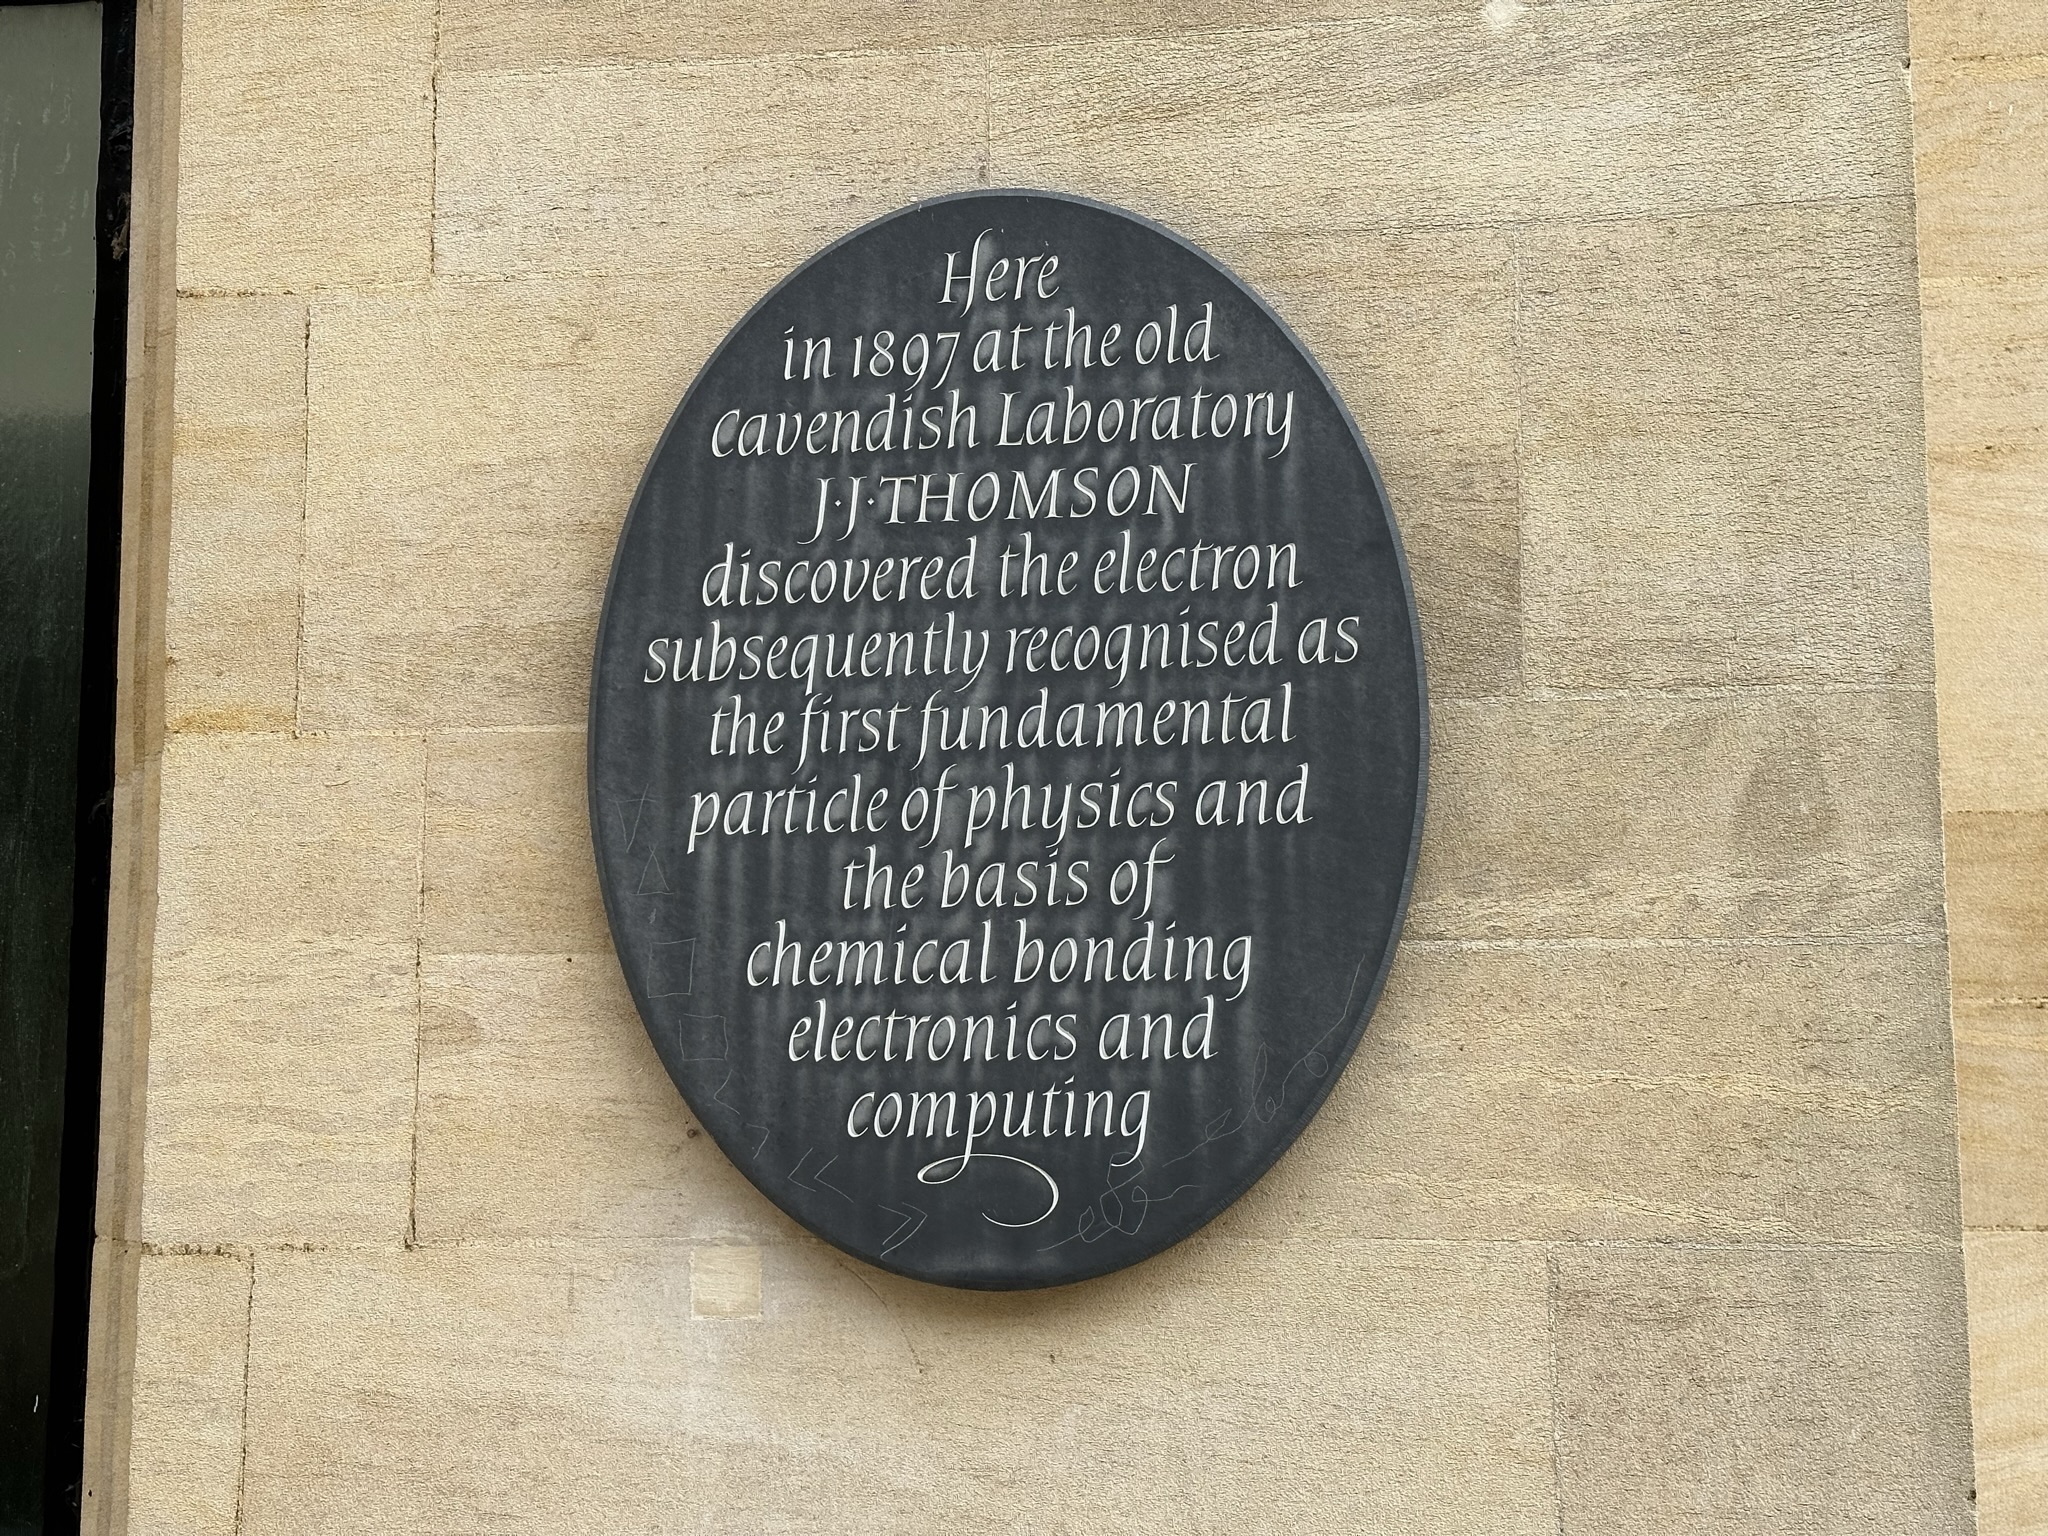 Here
in 1897 at the old
Cavendish Laboratory
J·J·THOMSON
discovered the electron
subsequently recognised as
the first fundamental
particle of physics and
the basis of
chemical bonding
electronics and
computing